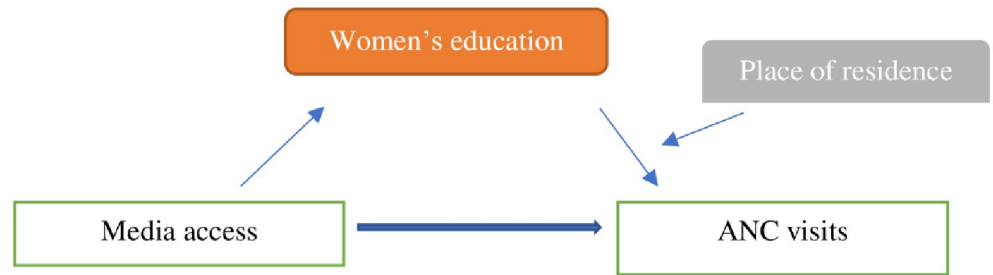 Women’s education
Place of residence
Media access
ANC visits